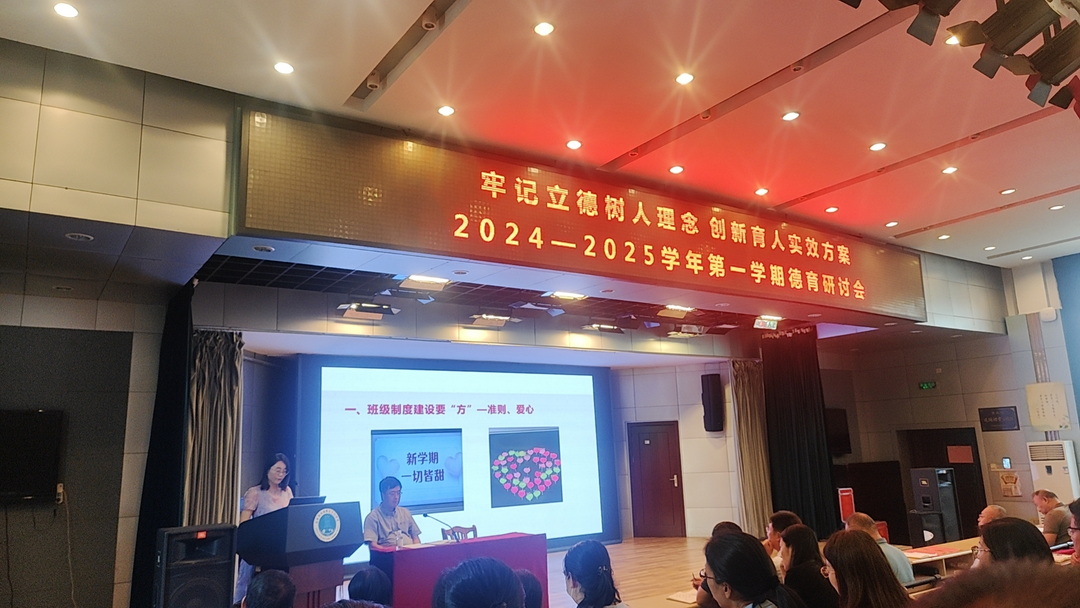 牢记立德树人理念 创新育人实效方案
2024—2025学年第一学期德育研讨会
一、班级制度建设要“方”—准则、爱心
新学期
一切皆甜